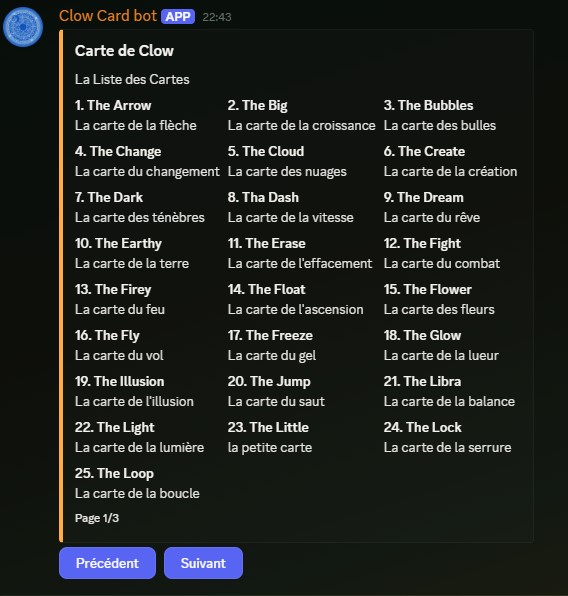 Clow Card bot APP 22:43
Carte de Clow
La Liste des Cartes
1. The Arrow 2. The Big 3. The Bubbles
La carte de la flèche La carte de la croissance La carte des bulles
4. The Change 5. The Cloud 6. The Create
La carte du changement La carte des nuages La carte de la création
7. The Dark 8. Tha Dash 9. The Dream
La carte des ténèbres La carte de la vitesse La carte du rêve
10. The Earthy 11. The Erase 12. The Fight
La carte de la terre La carte de l'effacement La carte du combat
13. The Firey 14. The Float 15. The Flower
La carte du feu La carte de l'ascension La carte des fleurs
16. The Fly 17. The Freeze 18. The Glow
La carte du vol La carte du gel La carte de la lueur
19. The Illusion 20. The Jump 21. The Libra
La carte de l'illusion La carte du saut La carte de la balance
22. The Light 23. The Little 24. The Lock
La carte de la lumière la petite carte La carte de la serrure
25. The Loop
La carte de la boucle
Page 1/3
Précédent Suivant